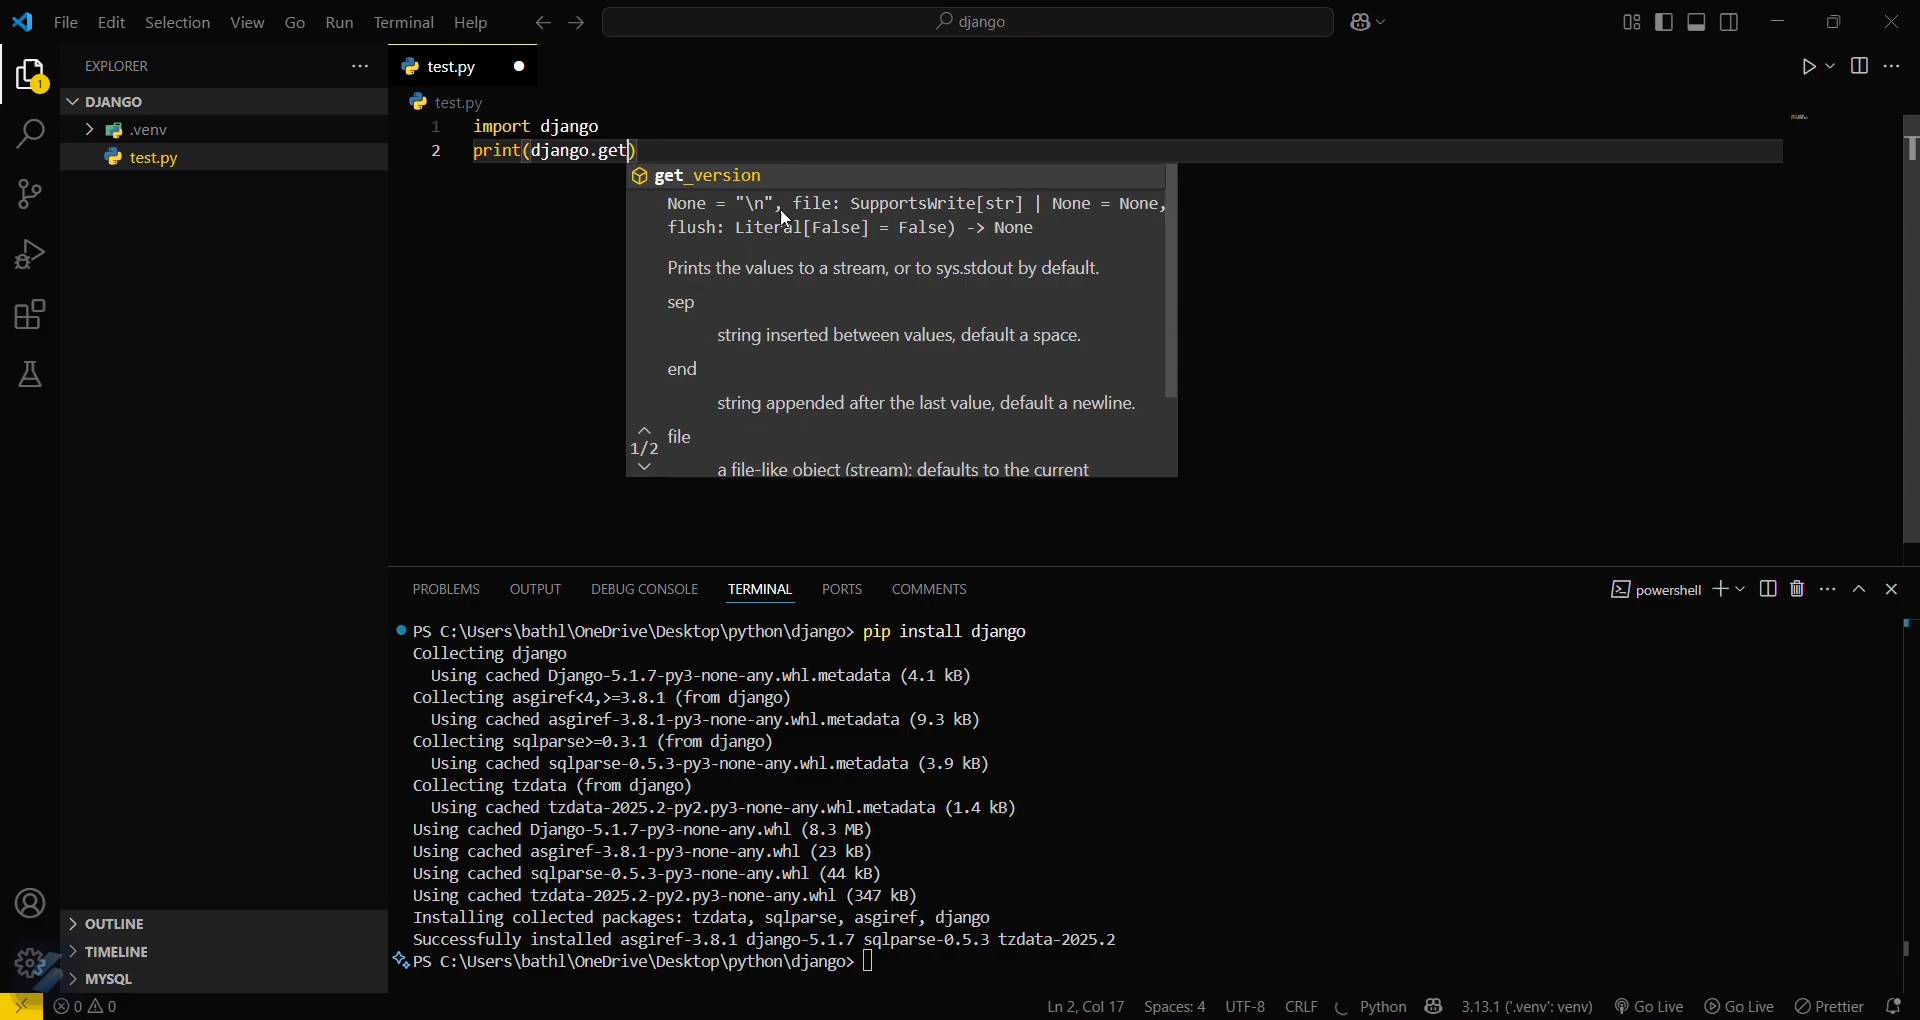 File Edit Selection View Go Run Terminal Help
django
1
EXPLORER
DJANGO
.venv
test.py
test.py
test.py
1 import django
2 print(django.get)
get_version
None = "\n", file: SupportsWrite[str] | None = None,
flush: Literal[False] = False) -> None
Prints the values to a stream, or to sys.stdout by default.
sep
string inserted between values, default a space.
end
string appended after the last value, default a newline.
1/2
file
a file-like object (stream); defaults to the current
PROBLEMS OUTPUT DEBUG CONSOLE TERMINAL PORTS COMMENTS
powershell
PS C:\Users\bathl\OneDrive\Desktop\python\django> pip install django
Collecting django
Using cached Django-5.1.7-py3-none-any.whl.metadata (4.1 kB)
Collecting asgiref<4,>=3.8.1 (from django)
Using cached asgiref-3.8.1-py3-none-any.whl.metadata (9.3 kB)
Collecting sqlparse>=0.3.1 (from django)
Using cached sqlparse-0.5.3-py3-none-any.whl.metadata (3.9 kB)
Collecting tzdata (from django)
Using cached tzdata-2025.2-py2.py3-none-any.whl.metadata (1.4 kB)
Using cached Django-5.1.7-py3-none-any.whl (8.3 MB)
Using cached asgiref-3.8.1-py3-none-any.whl (23 kB)
Using cached sqlparse-0.5.3-py3-none-any.whl (44 kB)
Using cached tzdata-2025.2-py2.py3-none-any.whl (347 kB)
Installing collected packages: tzdata, sqlparse, asgiref, django
Successfully installed asgiref-3.8.1 django-5.1.7 sqlparse-0.5.3 tzdata-2025.2
PS C:\Users\bathl\OneDrive\Desktop\python\django>
OUTLINE
TIMELINE
MYSQL
0 0
Ln 2, Col 17 Spaces: 4 UTF-8 CRLF Python 3.13.1 ('.venv': venv) Go Live Go Live Prettier